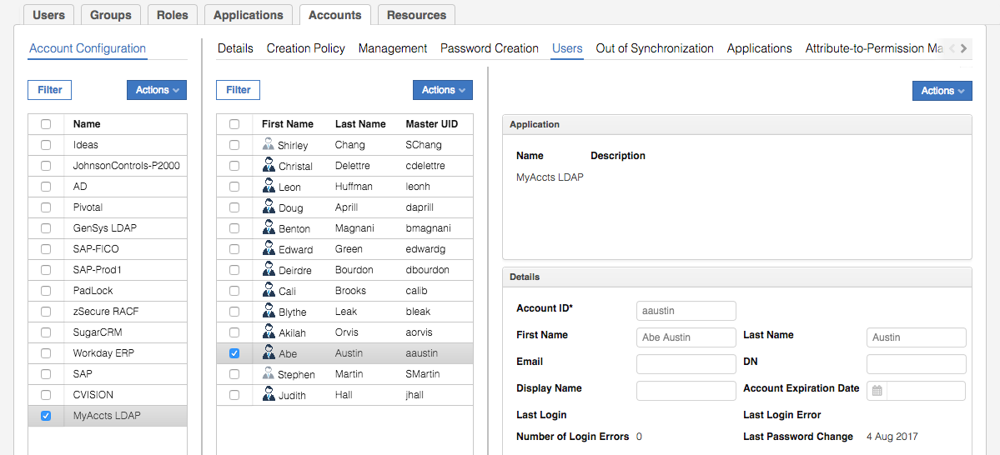 Users Groups Roles Applications Accounts Resources
Account Configuration
Details Creation Policy Management Password Creation Users Out of Synchronization Applications Attribute-to-Permission Ma
Filter Actions
Filter Actions
Actions
Name
Ideas
JohnsonControls-P2000
AD
Pivotal
GenSys LDAP
SAP-FICO
SAP-Prod1
PadLock
zSecure RACF
SugarCRM
Workday ERP
SAP
CVISION
MyAccts LDAP
First Name Last Name Master UID
Shirley Chang SChang
Christal Delettre cdelettre
Leon Huffman leonh
Doug Aprill daprill
Benton Magnani bmagnani
Edward Green edwardg
Deirdre Bourdon dbourdon
Cali Brooks calib
Blythe Leak bleak
Akilah Orvis aorvis
Abe Austin aaustin
Stephen Martin SMartin
Judith Hall jhall
Application
Name Description
MyAccts LDAP
Details
Account ID* aaustin
First Name Abe Austin Last Name Austin
Email DN
Display Name Account Expiration Date
Last Login Last Login Error
Number of Login Errors 0 Last Password Change 4 Aug 2017